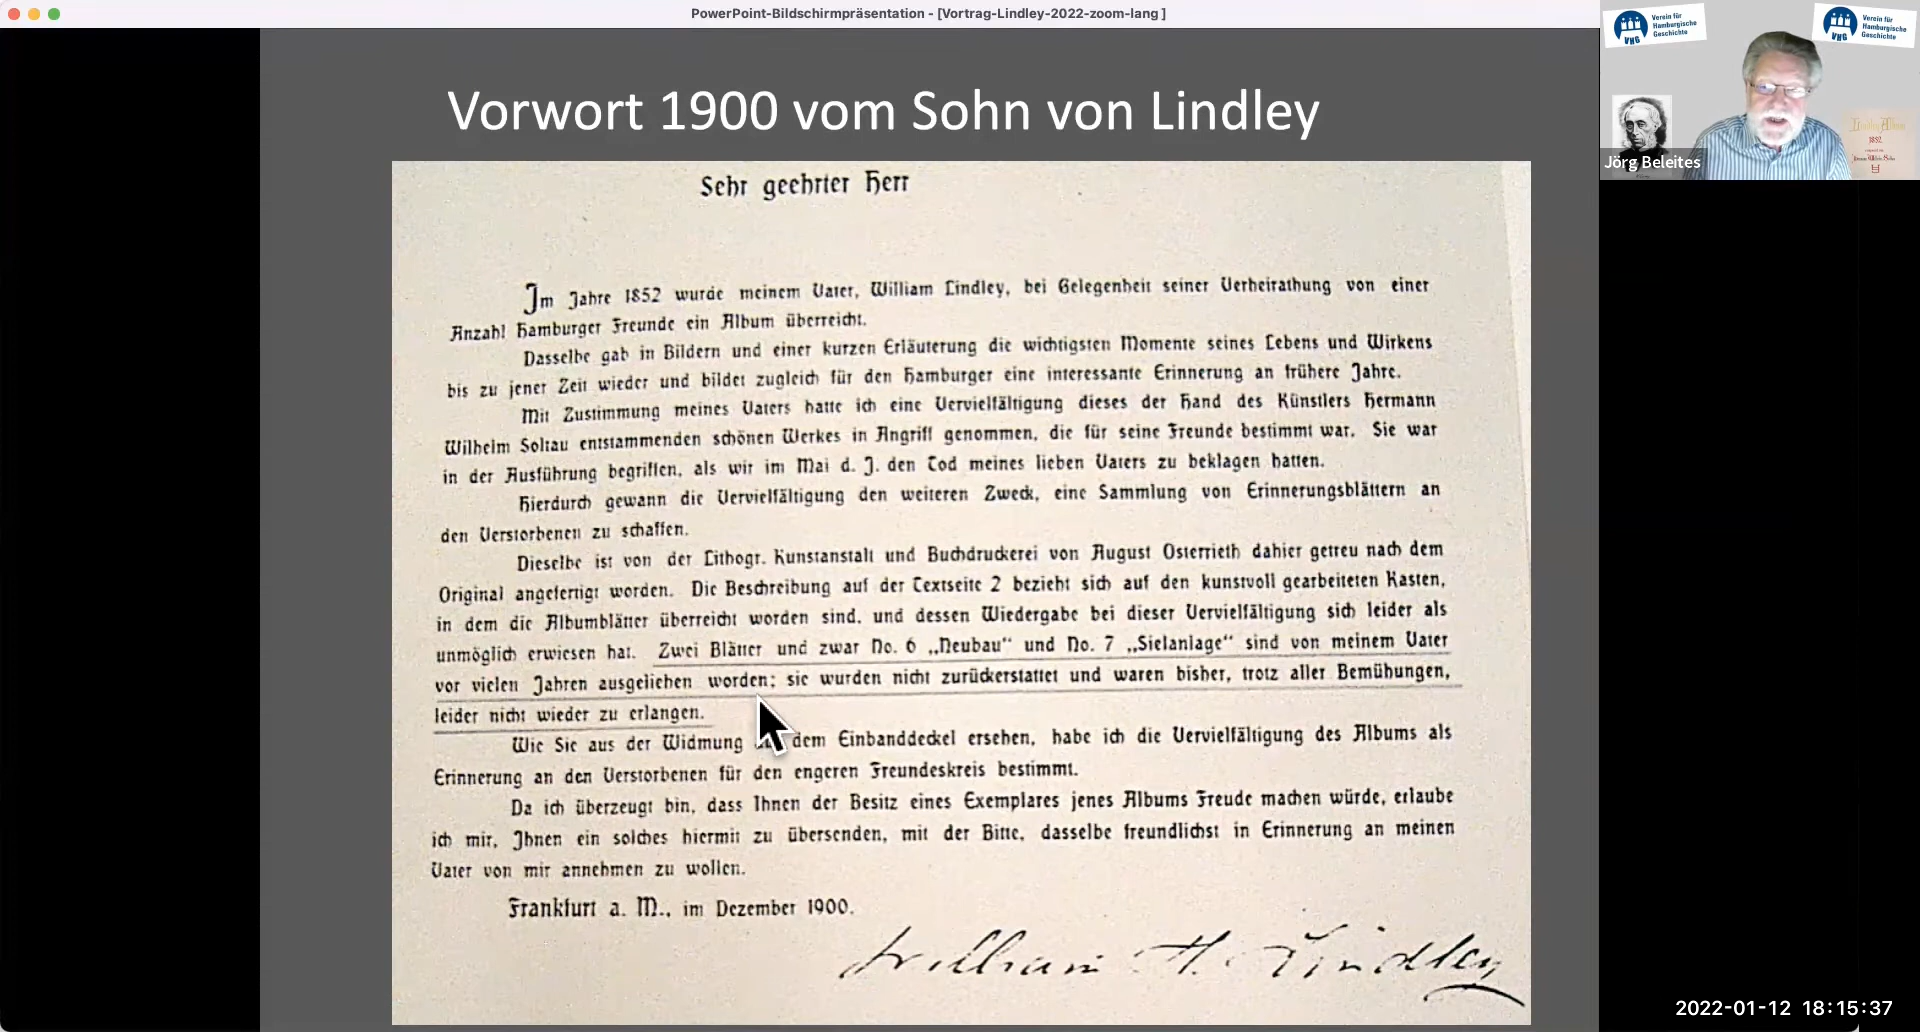 PowerPoint-Bildschirmpräsentation - [Vortrag-Lindley-2022-zoom-lang ]
Vorwort 1900 vom Sohn von Lindley
Sehr geehrter Herr
Im Jahre 1852 wurde meinem Vater, William Lindley, bei Gelegenheit seiner Verheirathung von einer
Anzahl Hamburger Freunde ein Album überreicht.
Dasselbe gab in Bildern und einer kurzen Erläuterung die wichtigsten Momente seines Lebens und Wirkens
bis zu jener Zeit wieder und bildet zugleich für den Hamburger eine interessante Erinnerung an frühere Jahre.
Mit Zustimmung meines Vaters hatte ich eine Vervielfältigung dieses der Hand des Künstlers Hermann
Wilhelm Soltau entstammenden schönen Werkes in Angriff genommen, die für seine Freunde bestimmt war. Sie war
in der Ausführung begriffen, als wir im Mai d. J. den Tod meines lieben Vaters zu beklagen hatten.
Hierdurch gewann die Vervielfältigung den weiteren Zweck, eine Sammlung von Erinnerungsblättern an
den Verstorbenen zu schaffen.
Dieselbe ist von der Lithogr. Kunstanstalt und Buchdruckerei von August Osterrieth dahier getreu nach dem
Original angefertigt worden. Die Beschreibung auf der Textseite 2 bezieht sich auf den kunstvoll gearbeiteten Kasten,
in dem die Albumblätter überreicht worden sind, und dessen Wiedergabe bei dieser Vervielfältigung sich leider als
unmöglich erwiesen hat. Zwei Blätter und zwar No. 6 „Neubau“ und No. 7 „Sielanlage“ sind von meinem Vater
vor vielen Jahren ausgeliehen worden; sie wurden nicht zurückerstattet und waren bisher, trotz aller Bemühungen,
leider nicht wieder zu erlangen.
Wie Sie aus der Widmung dem Einbanddeckel ersehen, habe ich die Vervielfältigung des Albums als
Erinnerung an den Verstorbenen für den engeren Freundeskreis bestimmt.
Da ich überzeugt bin, dass Ihnen der Besitz eines Exemplares jenes Albums Freude machen würde, erlaube
ich mir, Ihnen ein solches hiermit zu übersenden, mit der Bitte, dasselbe freundlichst in Erinnerung an meinen
Vater von mir annehmen zu wollen.
Frankfurt a. M., im Dezember 1900.
William H. Lindley
Verein für
Hamburgische
Geschichte
VHG
Verein für
Hamburgische
Geschichte
VHG
Lindley Album
1852
Jörg Beleites
2022-01-12 18:15:37